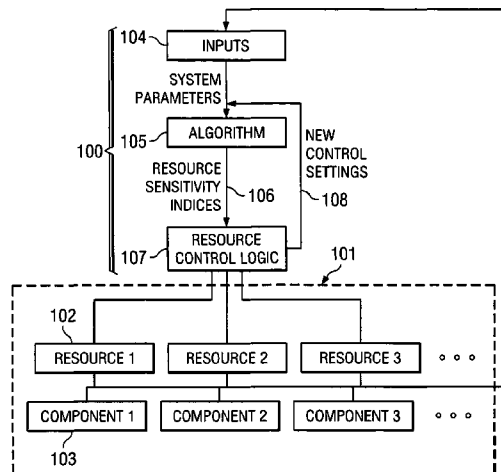 104
INPUTS
SYSTEM
PARAMETERS
105
ALGORITHM
100
NEW
CONTROL
SETTINGS
RESOURCE
SENSITIVITY
INDICES
106
108
107
RESOURCE
CONTROL LOGIC
101
102
RESOURCE 1
RESOURCE 2
RESOURCE 3
COMPONENT 1
COMPONENT 2
COMPONENT 3
103